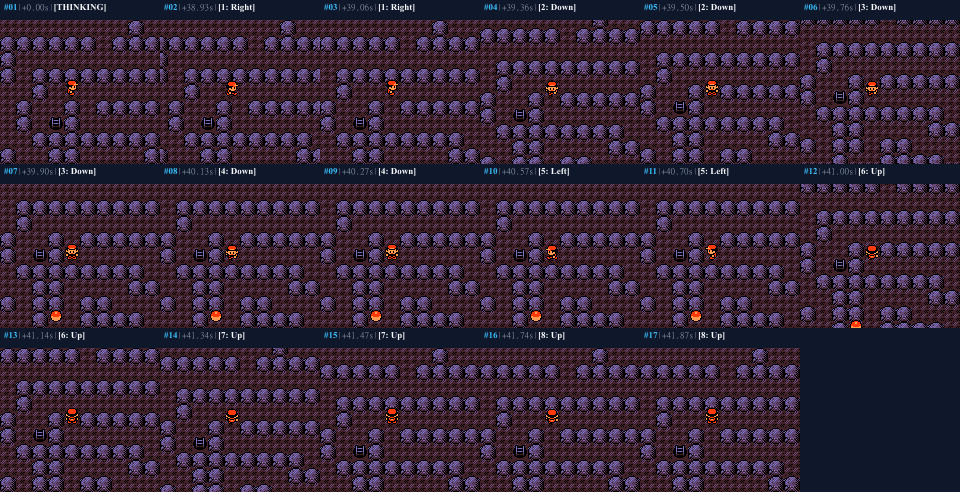 #01|+0.00s|[THINKING]
#02|+38.93s|[1: Right]
#03|+39.06s|[1: Right]
#04|+39.36s|[2: Down]
#05|+39.50s|[2: Down]
#06|+39.76s|[3: Down]
#07|+39.90s|[3: Down]
#08|+40.13s|[4: Down]
#09|+40.27s|[4: Down]
#10|+40.57s|[5: Left]
#11|+40.70s|[5: Left]
#12|+41.00s|[6: Up]
#13|+41.14s|[6: Up]
#14|+41.34s|[7: Up]
#15|+41.47s|[7: Up]
#16|+41.74s|[8: Up]
#17|+41.87s|[8: Up]